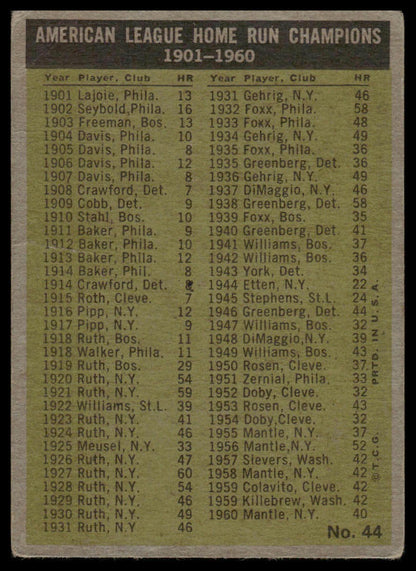 AMERICAN LEAGUE HOME RUN CHAMPIONS
1901–1960
Year Player, Club HR
1901 Lajoie, Phila. 13
1902 Seybold, Phila. 16
1903 Freeman, Bos. 13
1904 Davis, Phila. 10
1905 Davis, Phila. 8
1906 Davis, Phila. 12
1907 Davis, Phila. 8
1908 Crawford, Det. 7
1909 Cobb, Det. 9
1910 Stahl, Bos. 10
1911 Baker, Phila. 9
1912 Baker, Phila. 10
1913 Baker, Phila. 12
1914 Baker, Phil. 8
1914 Crawford, Det. 8
1915 Roth, Cleve. 7
1916 Pipp, N.Y. 12
1917 Pipp, N.Y. 9
1918 Ruth, Bos. 11
1918 Walker, Phila. 11
1919 Ruth, Bos. 29
1920 Ruth, N.Y. 54
1921 Ruth, N.Y. 59
1922 Williams, St.L. 39
1923 Ruth, N.Y. 41
1924 Ruth, N.Y. 46
1925 Meusel, N.Y. 33
1926 Ruth, N.Y. 47
1927 Ruth, N.Y. 60
1928 Ruth, N.Y. 54
1929 Ruth, N.Y. 46
1930 Ruth, N.Y. 49
1931 Ruth, N.Y 46
Year Player, Club HR
1931 Gehrig, N.Y. 46
1932 Foxx, Phila. 58
1933 Foxx, Phila. 48
1934 Gehrig, N.Y. 49
1935 Foxx, Phila. 36
1935 Greenberg, Det. 36
1936 Gehrig, N.Y. 49
1937 DiMaggio, N.Y. 46
1938 Greenberg, Det. 58
1939 Foxx, Bos. 35
1940 Greenberg, Det. 41
1941 Williams, Bos. 37
1942 Williams, Bos. 36
1943 York, Det. 34
1944 Etten, N.Y. 22
1945 Stephens, St.L. 24
1946 Greenberg, Det. 44
1947 Williams, Bos. 32
1948 DiMaggio, N.Y. 39
1949 Williams, Bos. 43
1950 Rosen, Cleve. 37
1951 Zernial, Phila. 33
1952 Doby, Cleve. 32
1953 Rosen, Cleve. 43
1954 Doby, Cleve. 32
1955 Mantle, N.Y. 37
1956 Mantle, N.Y. 52
1957 Sievers, Wash. 42
1958 Mantle, N.Y. 42
1959 Colavito, Cleve. 42
1959 Killebrew, Wash. 42
1960 Mantle, N.Y. 40
©T.C.G. PRTD. IN U.S.A.
No. 44